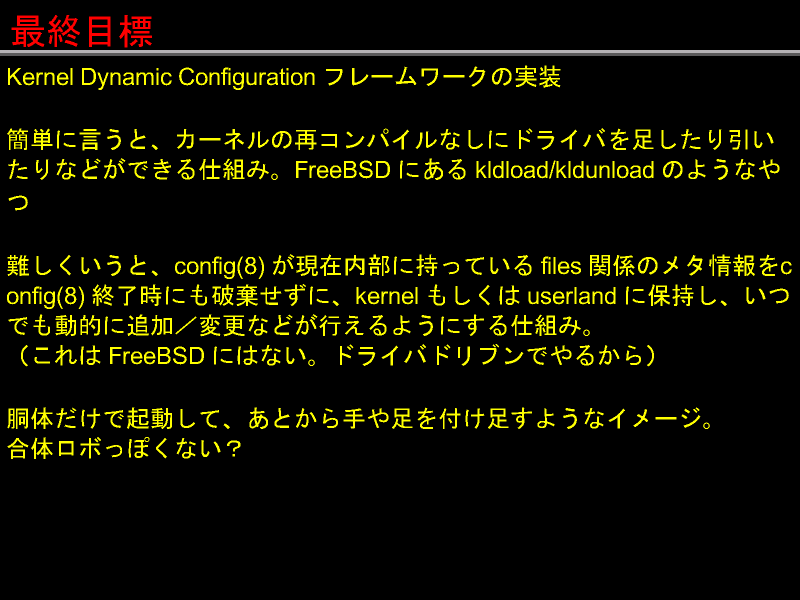 最終目標
Kernel Dynamic Configuration フレームワークの実装
簡単に言うと、カーネルの再コンパイルなしにドライバを足したり引い
たりなどができる仕組み。FreeBSD にある kldload/kldunload のようなや
つ
難しくいうと、config(8) が現在内部に持っている files 関係のメタ情報をc
onfig(8) 終了時にも破棄せずに、kernel もしくは userland に保持し、いつ
でも動的に追加／変更などが行えるようにする仕組み。
（これは FreeBSD にはない。ドライバドリブンでやるから）
胴体だけで起動して、あとから手や足を付け足すようなイメージ。
合体ロボっぽくない？